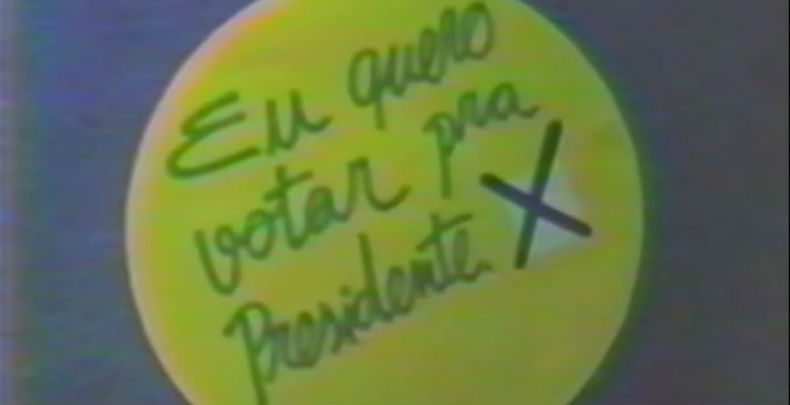 Eu quero
votar pra
Presidente.